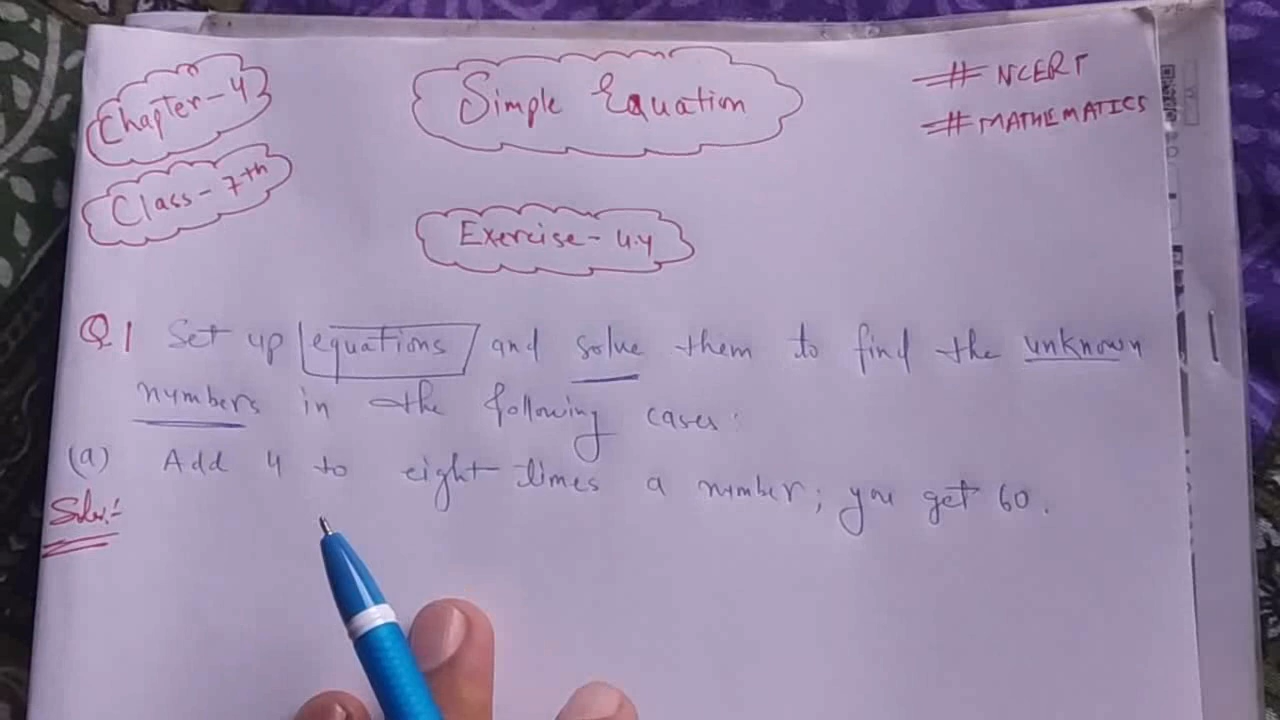 Chapter-4
Simple Equation
# NCERT
# MATHEMATICS
Class-7th
Exercise-4.4
Q.1 Set up equations and solve them to find the unknown
numbers in the following cases:
(a) Add 4 to eight times a number; you get 60.
Soln:-